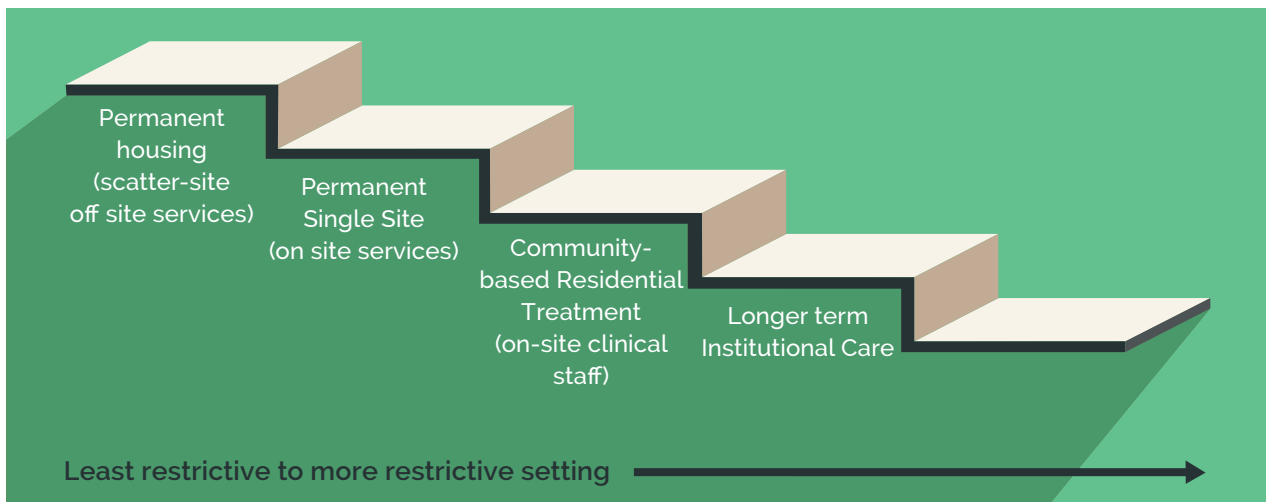 Permanent
housing
(scatter-site
off site services)
Permanent
Single Site
(on site services)
Community-
based Residential
Treatment
(on-site clinical
staff)
Longer term
Institutional Care
Least restrictive to more restrictive setting